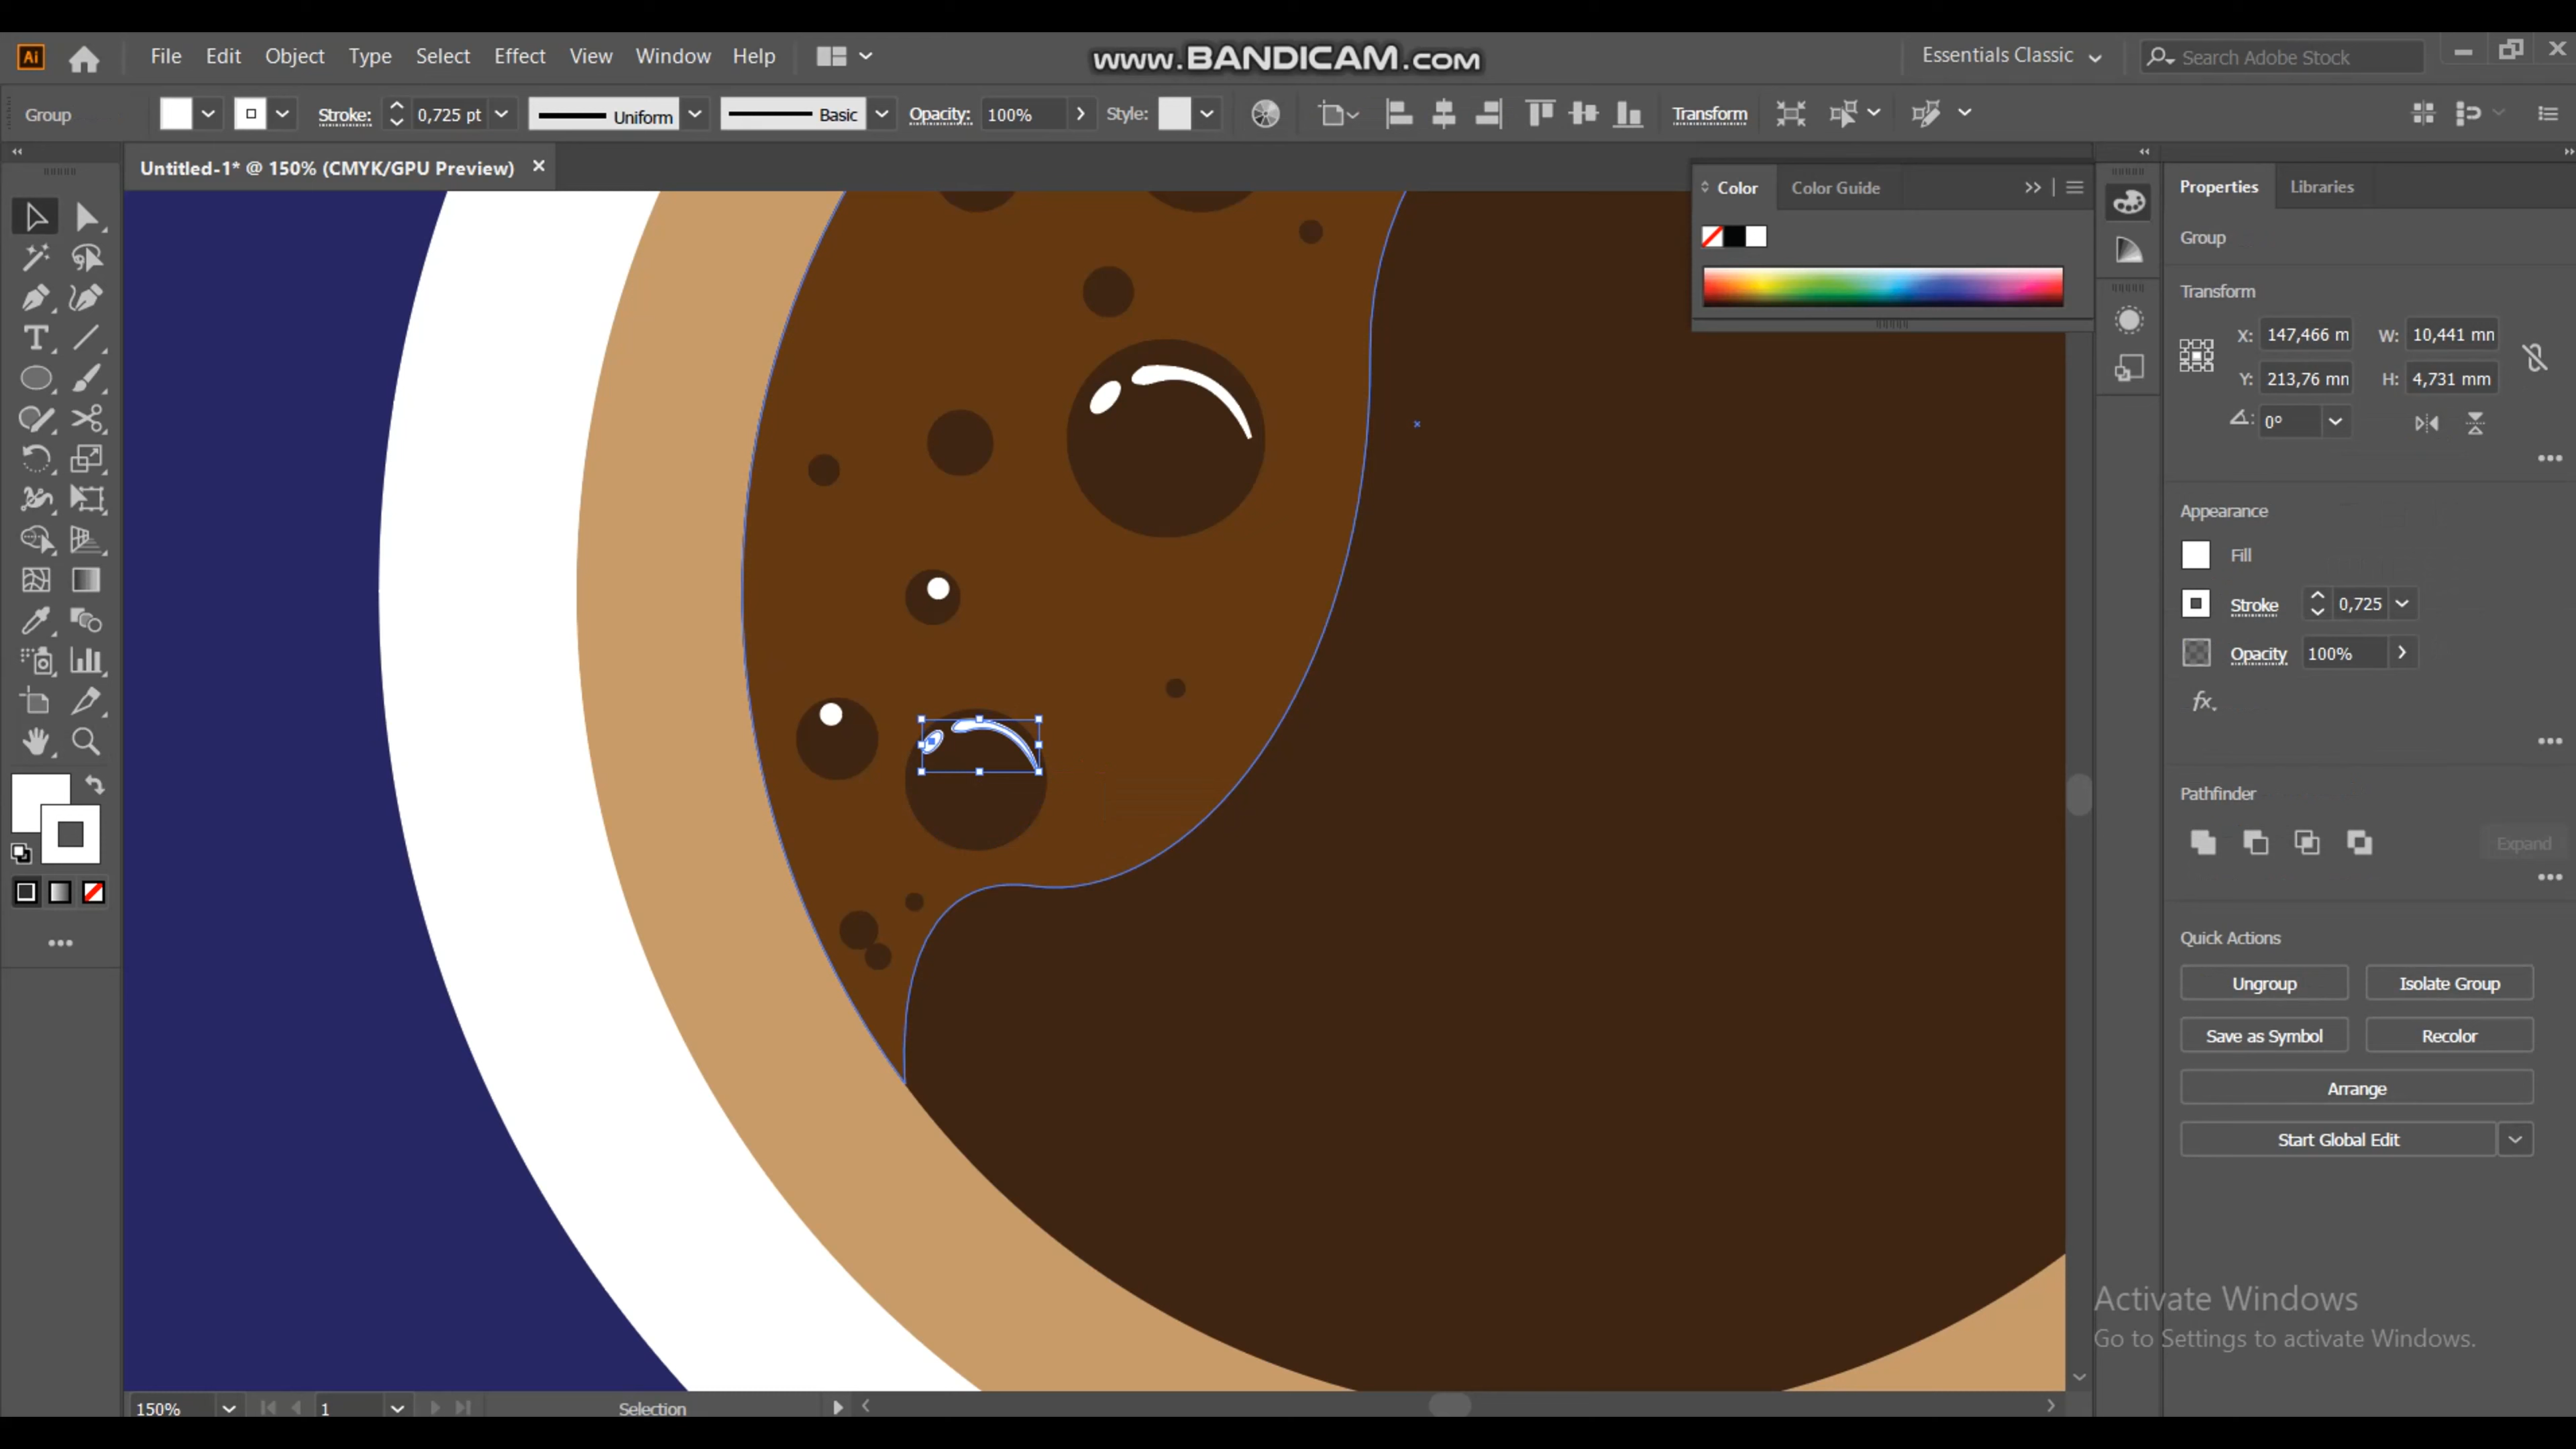 Ai File Edit Object Type Select Effect View Window Help www.BANDICAM.com Essentials Classic Search Adobe Stock
Group Stroke: 0,725 pt Uniform Basic Opacity: 100% Style: Transform
Untitled-1* @ 150% (CMYK/GPU Preview)
Color Color Guide
Properties Libraries
Group
Transform
X: 147,466 m W: 10,441 mm
Y: 213,76 mm H: 4,731 mm
0°
Appearance
Fill
Stroke 0,725
Opacity 100%
fx.
Pathfinder
Expand
Quick Actions
Ungroup Isolate Group
Save as Symbol Recolor
Arrange
Start Global Edit
Activate Windows
Go to Settings to activate Windows.
150% 1 Selection